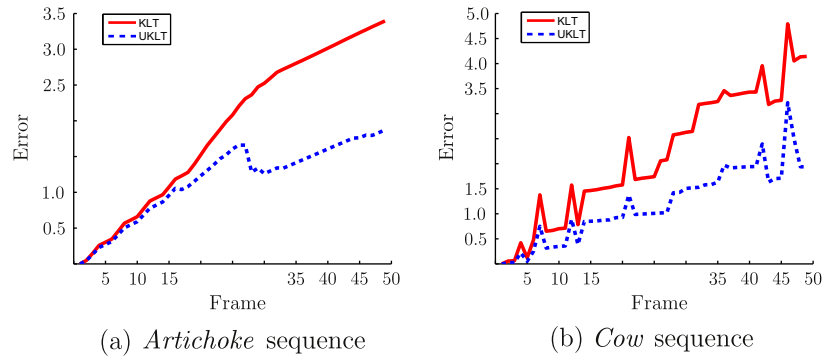 3.5
3.0
2.5
1.0
0.5
Error
KLT
UKLT
5 10 15 30 35 40 45 50
Frame
(a) Artichoke sequence
5.0
4.0
3.5
1.5
1.0
0.5
Error
KLT
UKLT
5 10 15 35 40 45 50
Frame
(b) Cow sequence